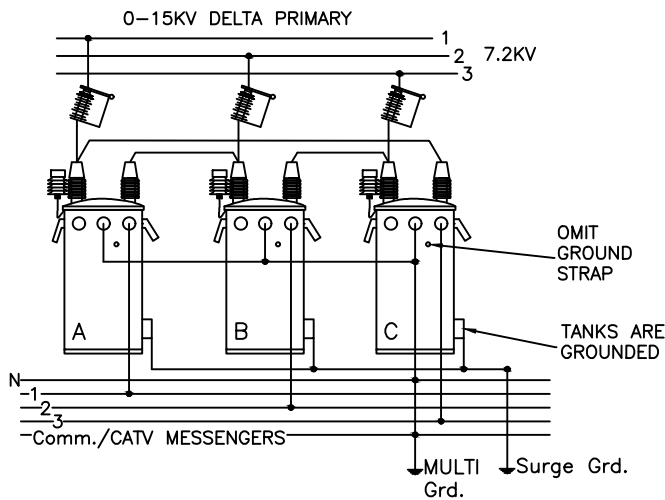 0-15KV DELTA PRIMARY
1
2 7.2KV
3
OMIT
GROUND
STRAP
A
B
C
TANKS ARE
GROUNDED
N
1
2
3
Comm./CATV MESSENGERS
MULTI
Grd.
Surge Grd.